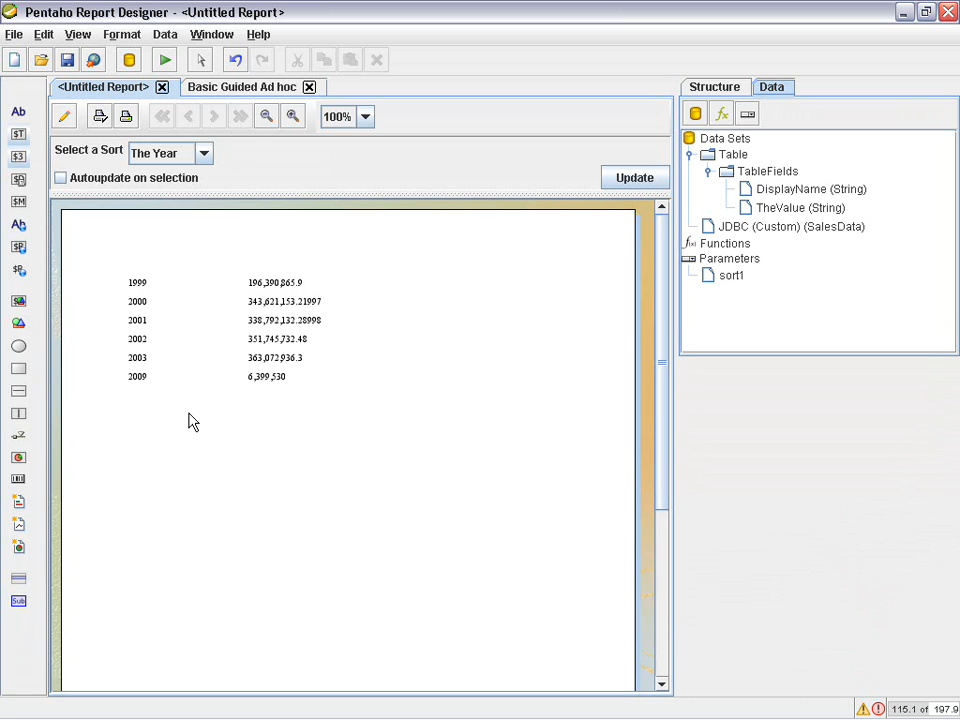 Pentaho Report Designer - <Untitled Report>
File Edit View Format Data Window Help
<Untitled Report> Basic Guided Ad hoc
Structure Data
100%
Select a Sort The Year
Autoupdate on selection Update
Data Sets
Table
TableFields
DisplayName (String)
TheValue (String)
JDBC (Custom) (SalesData)
Functions
Parameters
sort1
Ab
$T
$3
$M
Ab
$P
$P
Sub
1999 196,390,865.9
2000 343,621,153.21997
2001 338,792,132.28998
2002 351,745,732.48
2003 363,072,936.3
2009 6,399,530
115.1 of 197.9